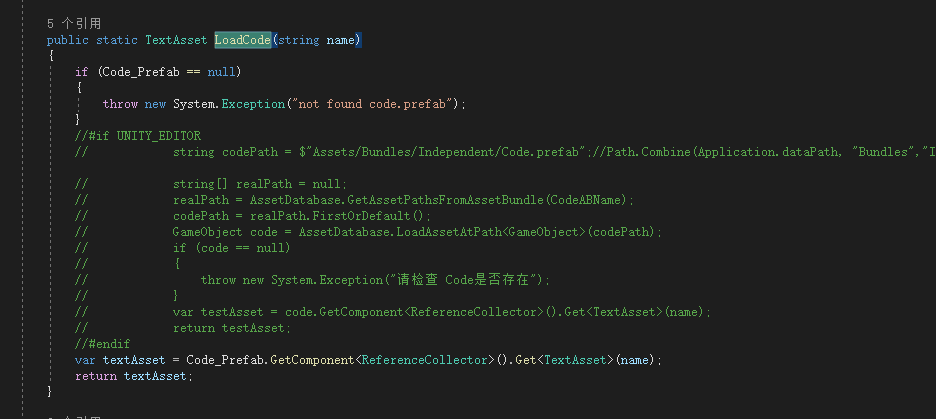 5 个引用
public static TextAsset LoadCode(string name)
{
if (Code_Prefab == null)
{
throw new System.Exception("not found code.prefab");
}
//#if UNITY_EDITOR
// string codePath = $"Assets/Bundles/Independent/Code.prefab";//Path.Combine(Application.dataPath, "Bundles","I
// string[] realPath = null;
// realPath = AssetDatabase.GetAssetPathsFromAssetBundle(CodeABName);
// codePath = realPath.FirstOrDefault();
// GameObject code = AssetDatabase.LoadAssetAtPath<GameObject>(codePath);
// if (code == null)
// {
// throw new System.Exception("请检查 Code是否存在");
// }
// var testAsset = code.GetComponent<ReferenceCollector>().Get<TextAsset>(name);
// return testAsset;
//#endif
var textAsset = Code_Prefab.GetComponent<ReferenceCollector>().Get<TextAsset>(name);
return textAsset;
}